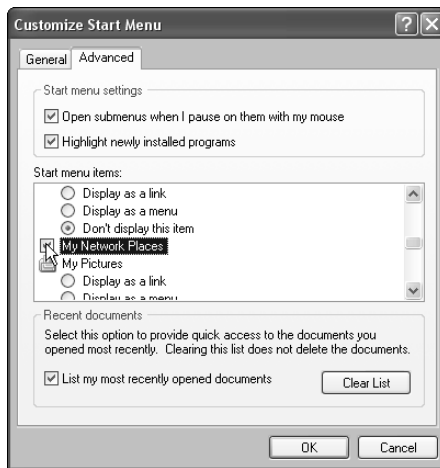 Customize Start Menu
General Advanced
Start menu settings
Open submenus when I pause on them with my mouse
Highlight newly installed programs
Start menu items:
Display as a link
Display as a menu
Don't display this item
My Network Places
My Pictures
Display as a link
Display as a menu
Recent documents
Select this option to provide quick access to the documents you
opened most recently. Clearing this list does not delete the documents.
List my most recently opened documents
Clear List
OK Cancel